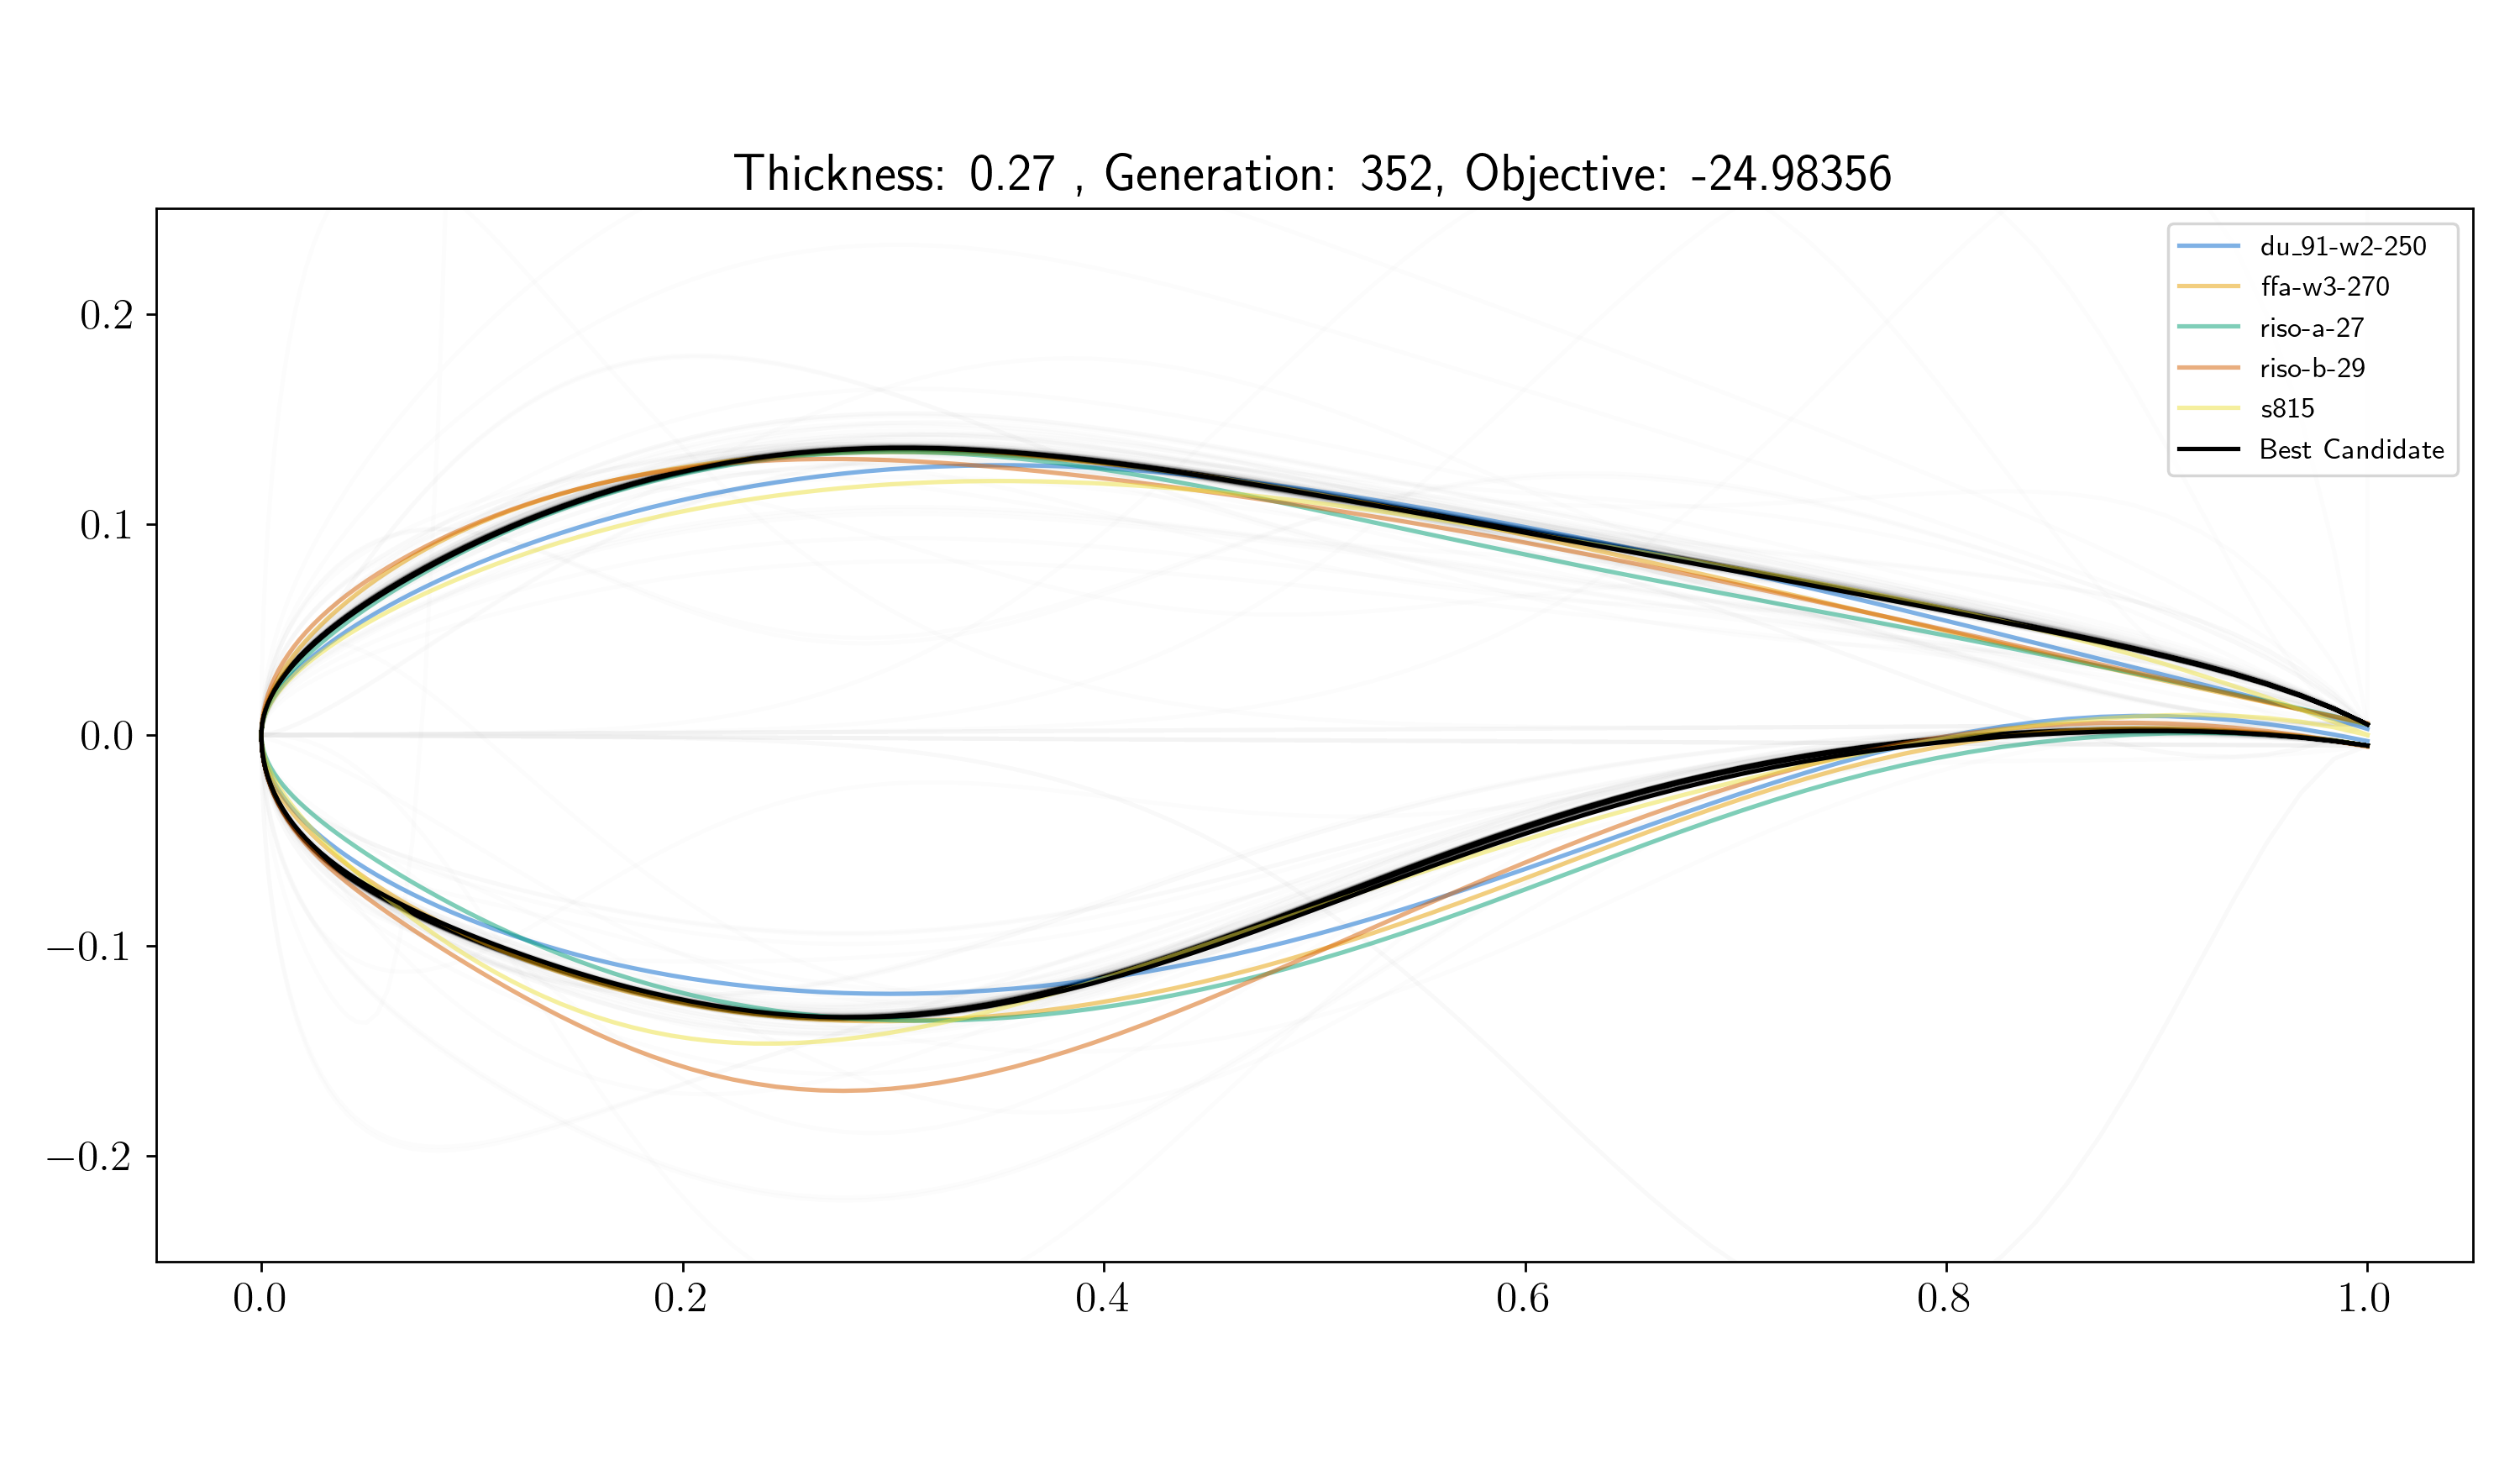 Thickness: 0.27 , Generation: 352, Objective: -24.98356
du_91-w2-250
ffa-w3-270
riso-a-27
riso-b-29
s815
Best Candidate
0.2
0.1
0.0
−0.1
−0.2
0.0 0.2 0.4 0.6 0.8 1.0